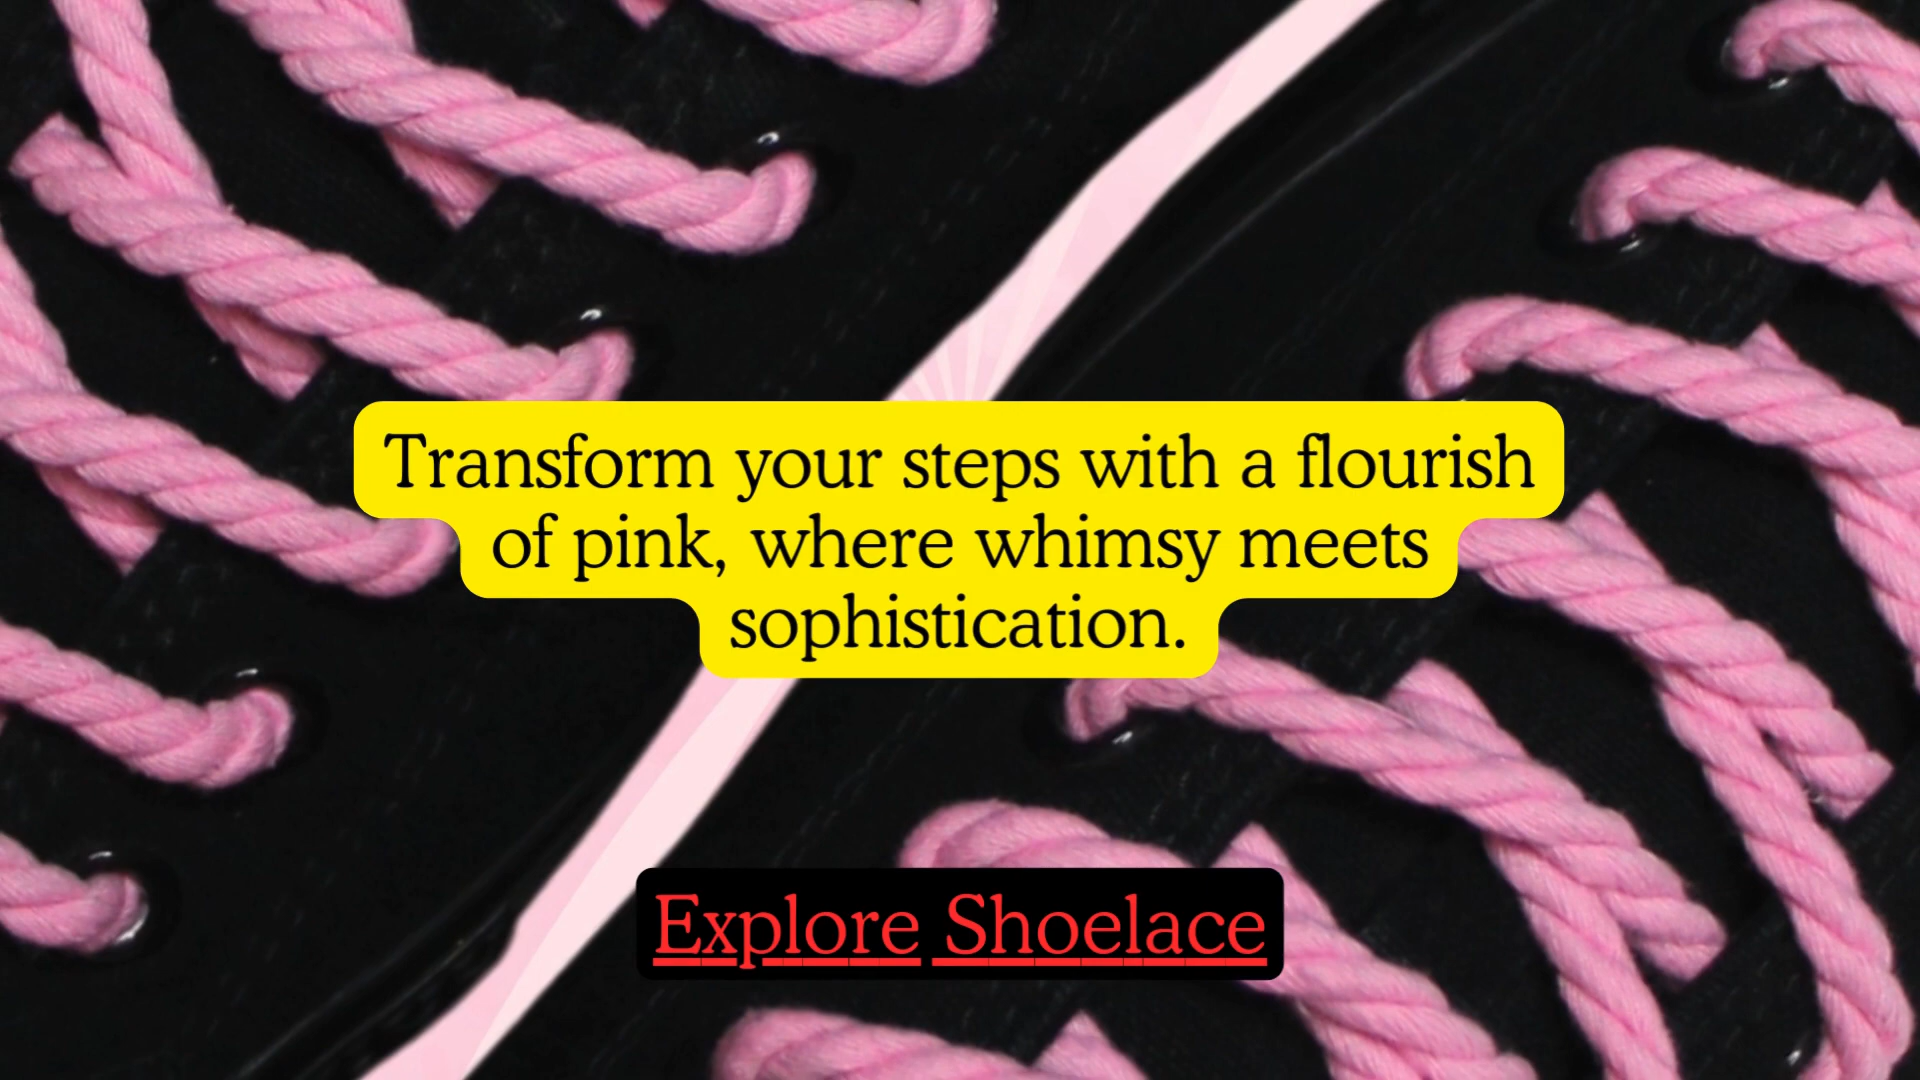 Transform your steps with a flourish
of pink, where whimsy meets
sophistication.
Explore Shoelace